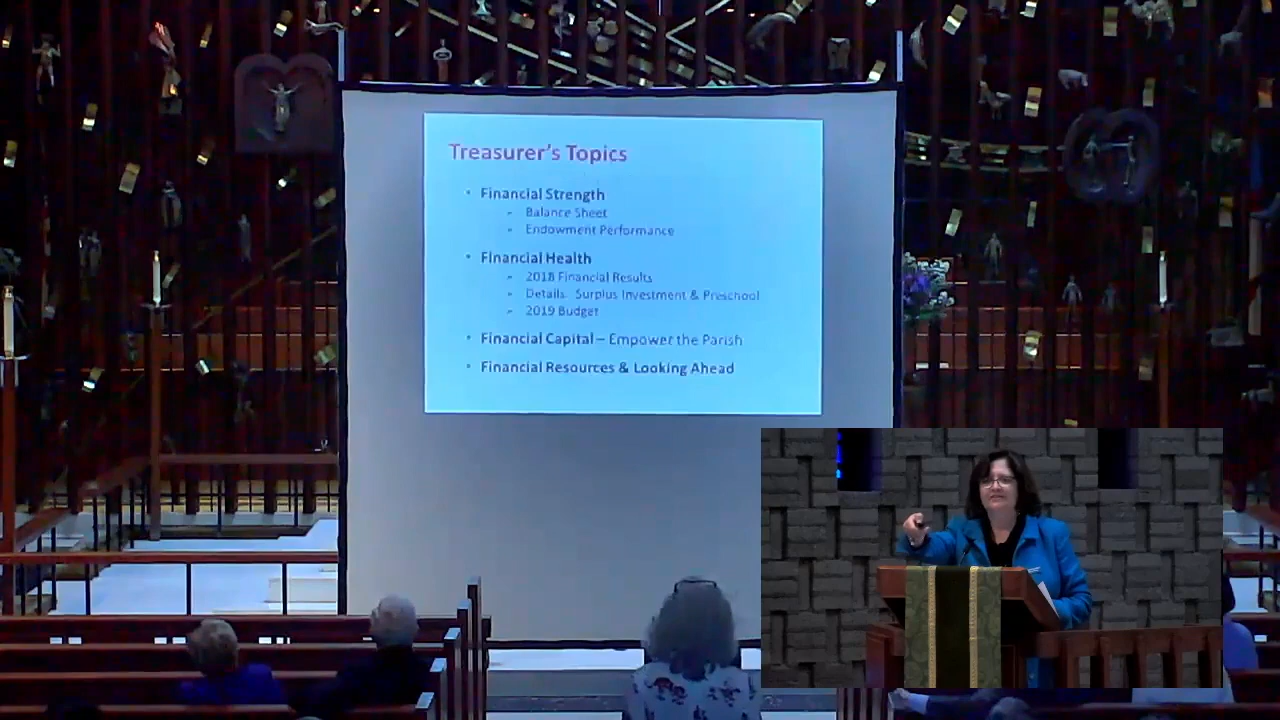 Treasurer's Topics
• Financial Strength
- Balance Sheet
- Endowment Performance
• Financial Health
- 2018 Financial Results
- Details: Surplus Investment & Preschool
- 2019 Budget
• Financial Capital – Empower the Parish
• Financial Resources & Looking Ahead